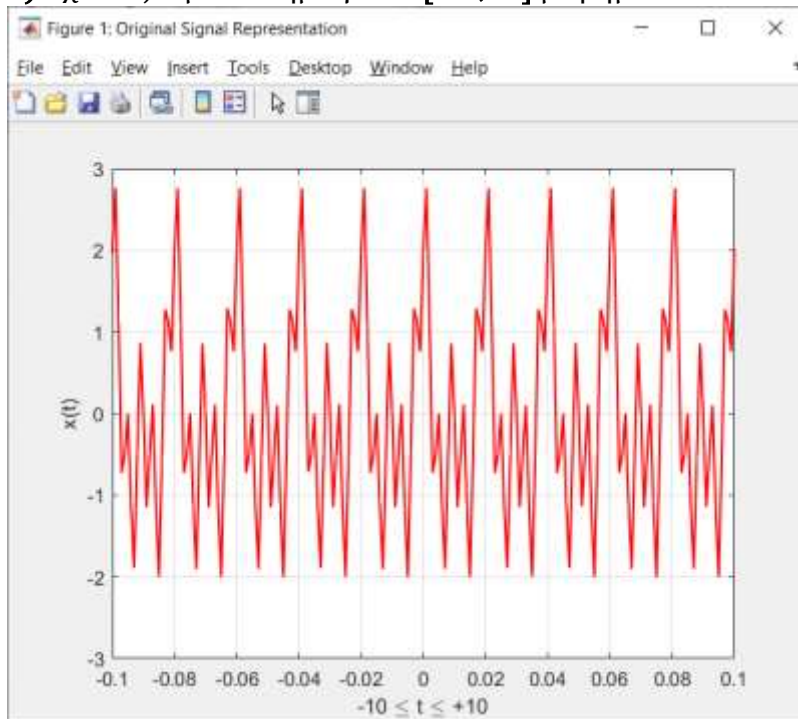 Figure 1: Original Signal Representation
File Edit View Insert Tools Desktop Window Help
3
2
1
0
-1
-2
-3
x(t)
-0.1 -0.08 -0.06 -0.04 -0.02 0 0.02 0.04 0.06 0.08 0.1
-10 ≤ t ≤ +10